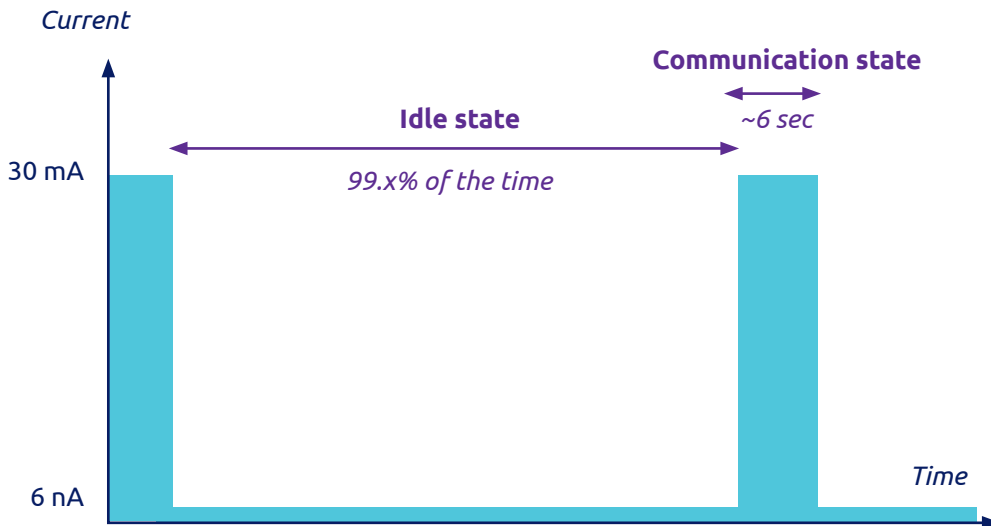 Current
Communication state
~6 sec
Idle state
30 mA
99.x% of the time
Time
6 nA